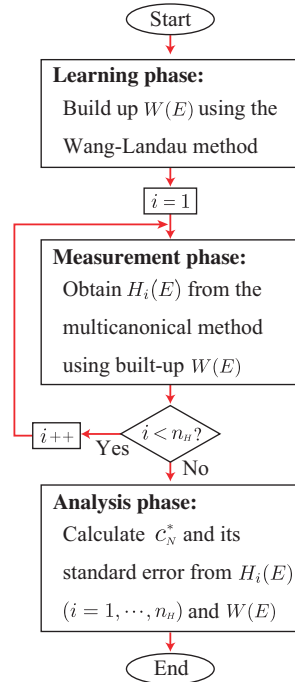 Start
Learning phase:
Build up W(E) using the
Wang-Landau method
i = 1
Measurement phase:
Obtain H_i(E) from the
multicanonical method
using built-up W(E)
i < n_H?
i++
Yes
No
Analysis phase:
Calculate c_N^* and its
standard error from H_i(E)
(i = 1, ⋯, n_H) and W(E)
End